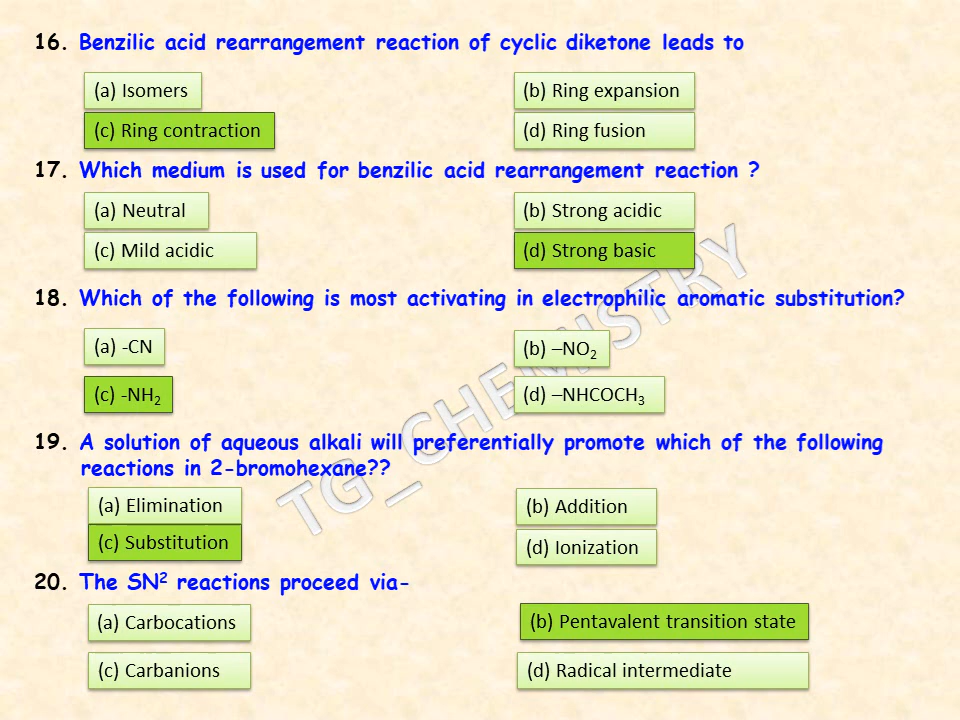 16. Benzilic acid rearrangement reaction of cyclic diketone leads to
(a) Isomers
(b) Ring expansion
(c) Ring contraction
(d) Ring fusion
17. Which medium is used for benzilic acid rearrangement reaction ?
(a) Neutral
(b) Strong acidic
(c) Mild acidic
(d) Strong basic
18. Which of the following is most activating in electrophilic aromatic substitution?
(a) -CN
(b) –NO₂
(c) -NH₂
(d) –NHCOCH₃
19. A solution of aqueous alkali will preferentially promote which of the following
reactions in 2-bromohexane??
(a) Elimination
(b) Addition
(c) Substitution
(d) Ionization
20. The SN² reactions proceed via-
(a) Carbocations
(b) Pentavalent transition state
(c) Carbanions
(d) Radical intermediate
TG_CHEMISTRY